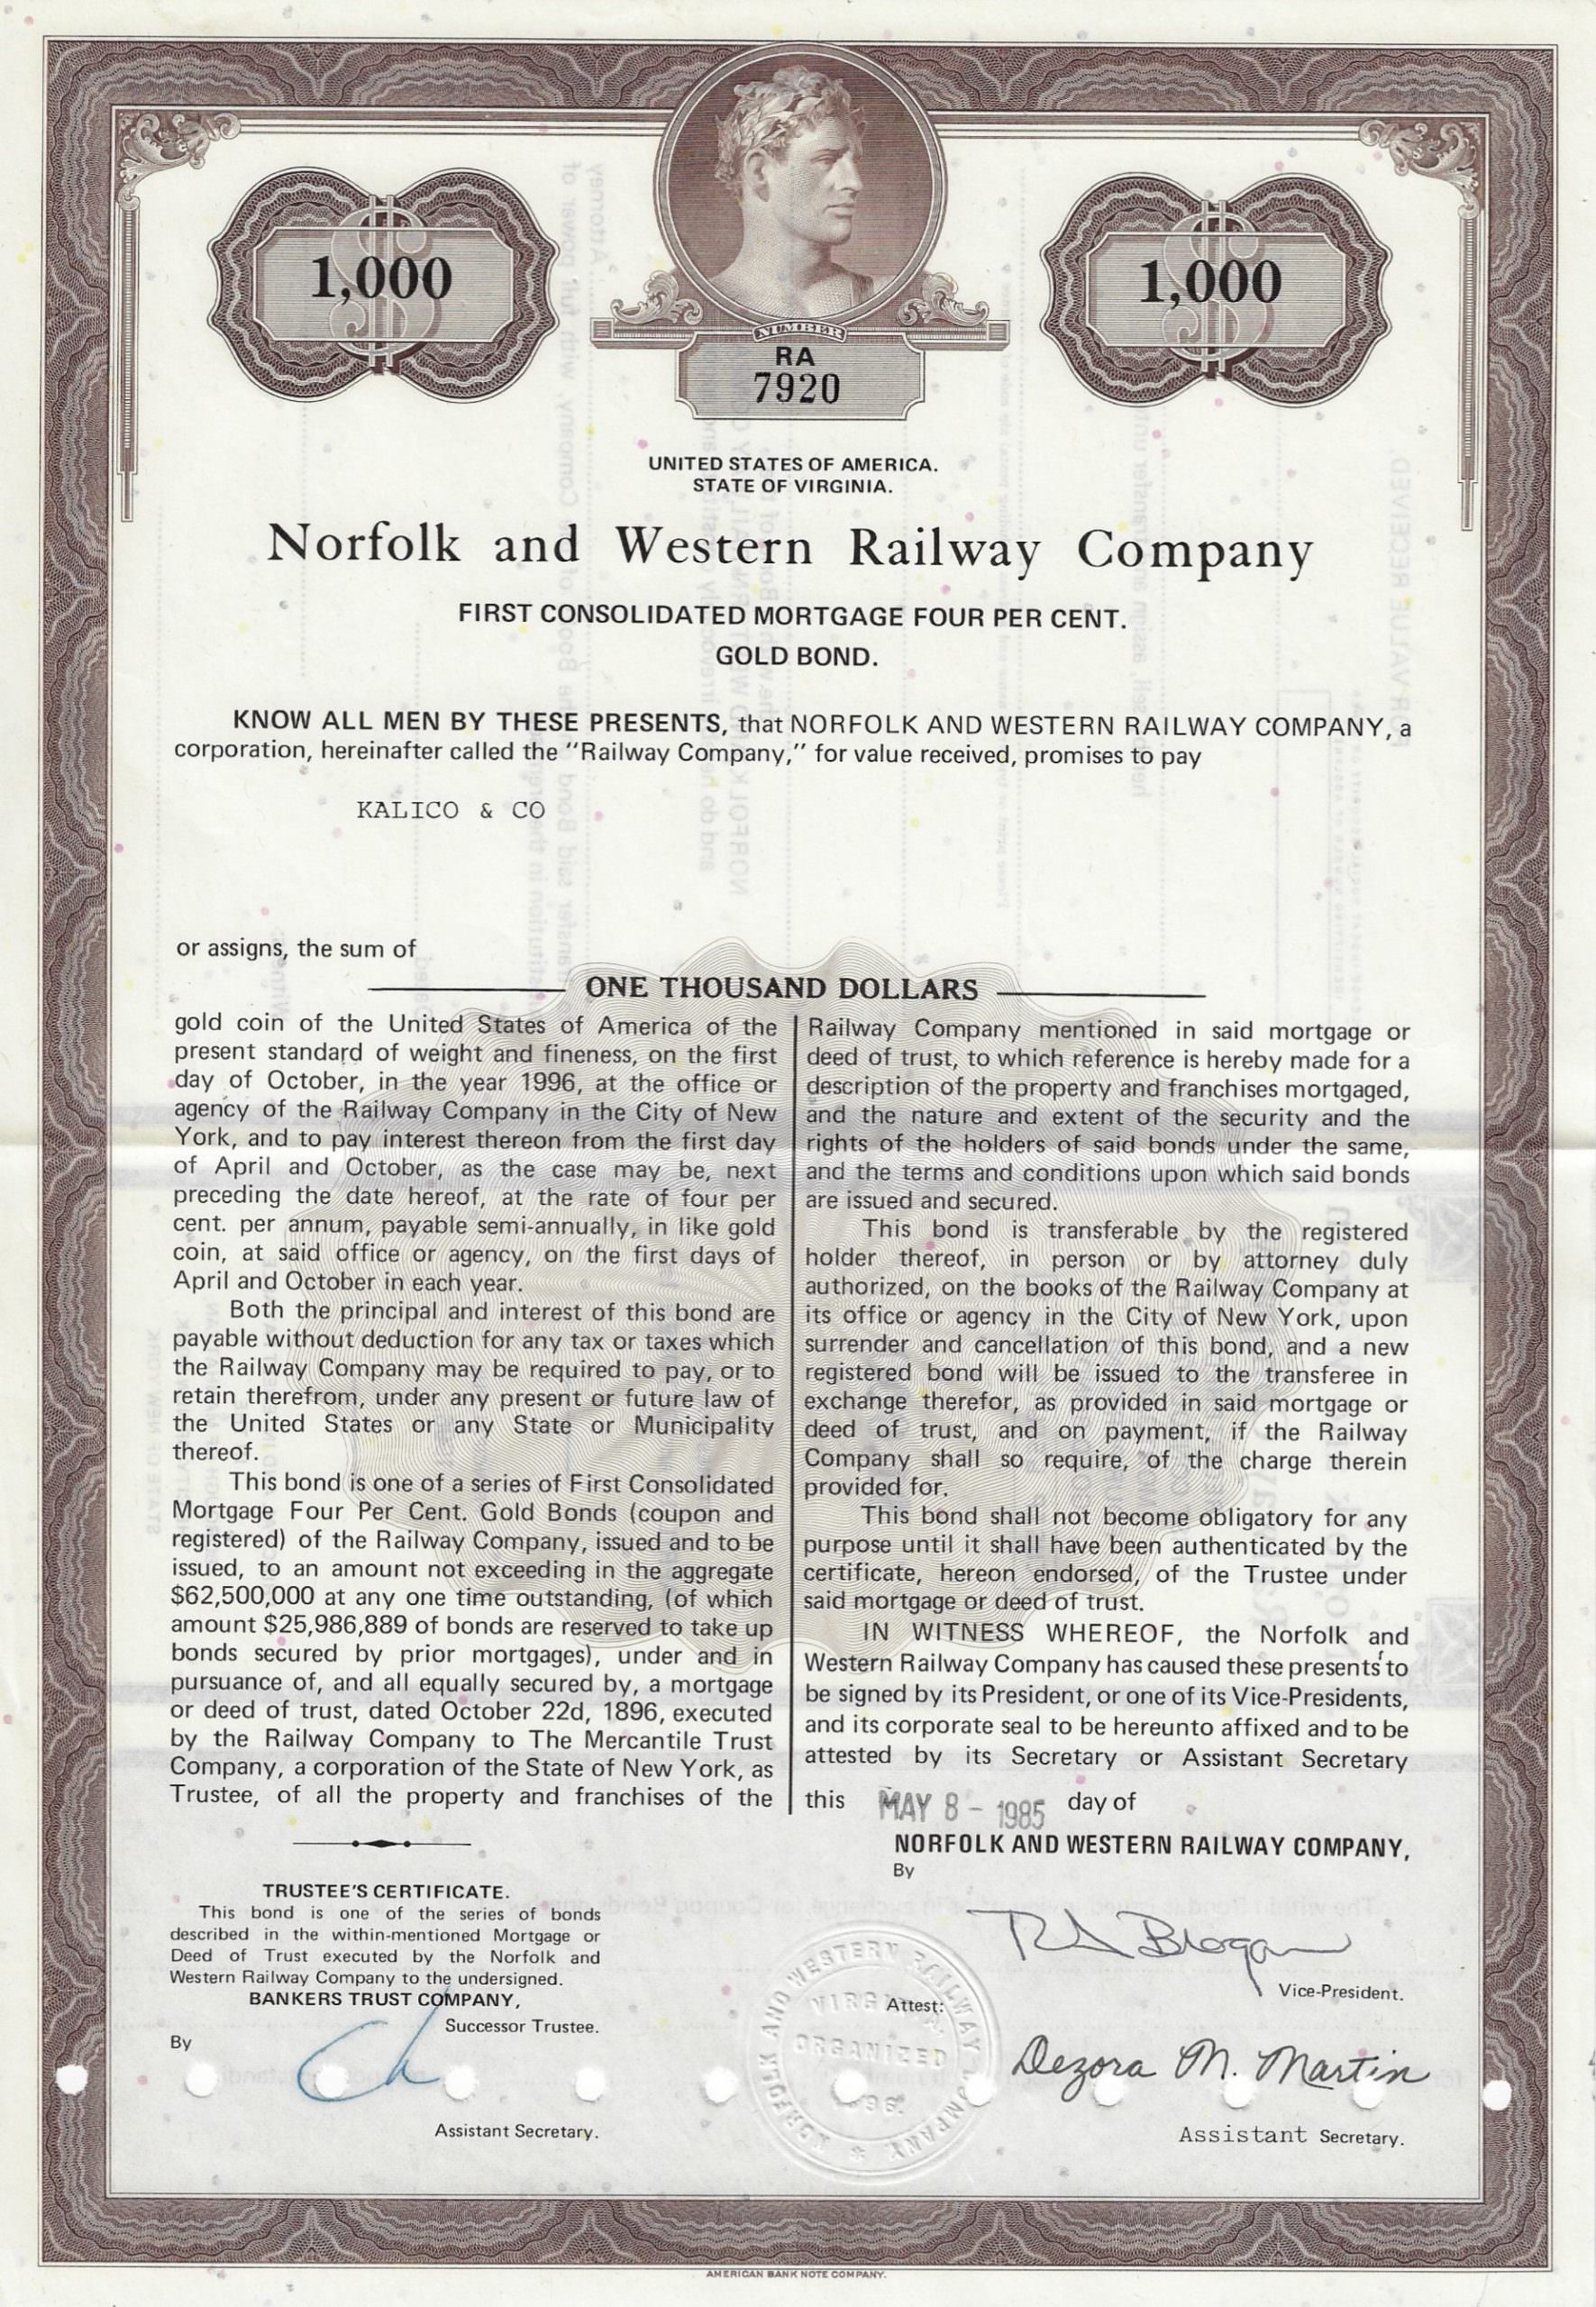 1,000
1,000
NUMBER
RA
7920
UNITED STATES OF AMERICA.
STATE OF VIRGINIA.
Norfolk and Western Railway Company
FIRST CONSOLIDATED MORTGAGE FOUR PER CENT.
GOLD BOND.
KNOW ALL MEN BY THESE PRESENTS, that NORFOLK AND WESTERN RAILWAY COMPANY, a
corporation, hereinafter called the "Railway Company," for value received, promises to pay
KALICO & CO
or assigns, the sum of
ONE THOUSAND DOLLARS
gold coin of the United States of America of the
present standard of weight and fineness, on the first
day of October, in the year 1996, at the office or
agency of the Railway Company in the City of New
York, and to pay interest thereon from the first day
of April and October, as the case may be, next
preceding the date hereof, at the rate of four per
cent. per annum, payable semi-annually, in like gold
coin, at said office or agency, on the first days of
April and October in each year.
Both the principal and interest of this bond are
payable without deduction for any tax or taxes which
the Railway Company may be required to pay, or to
retain therefrom, under any present or future law of
the United States or any State or Municipality
thereof.
This bond is one of a series of First Consolidated
Mortgage Four Per Cent. Gold Bonds (coupon and
registered) of the Railway Company, issued and to be
issued, to an amount not exceeding in the aggregate
$62,500,000 at any one time outstanding, (of which
amount $25,986,889 of bonds are reserved to take up
bonds secured by prior mortgages), under and in
pursuance of, and all equally secured by, a mortgage
or deed of trust, dated October 22d, 1896, executed
by the Railway Company to The Mercantile Trust
Company, a corporation of the State of New York, as
Trustee, of all the property and franchises of the
Railway Company mentioned in said mortgage or
deed of trust, to which reference is hereby made for a
description of the property and franchises mortgaged,
and the nature and extent of the security and the
rights of the holders of said bonds under the same,
and the terms and conditions upon which said bonds
are issued and secured.
This bond is transferable by the registered
holder thereof, in person or by attorney duly
authorized, on the books of the Railway Company at
its office or agency in the City of New York, upon
surrender and cancellation of this bond, and a new
registered bond will be issued to the transferee in
exchange therefor, as provided in said mortgage or
deed of trust, and on payment, if the Railway
Company shall so require, of the charge therein
provided for.
This bond shall not become obligatory for any
purpose until it shall have been authenticated by the
certificate, hereon endorsed, of the Trustee under
said mortgage or deed of trust.
IN WITNESS WHEREOF, the Norfolk and
Western Railway Company has caused these presents to
be signed by its President, or one of its Vice-Presidents,
and its corporate seal to be hereunto affixed and to be
attested by its Secretary or Assistant Secretary
this MAY 8 - 1985 day of
NORFOLK AND WESTERN RAILWAY COMPANY,
By
Vice-President.
Attest:
Dezora M. Martin
Assistant Secretary.
TRUSTEE'S CERTIFICATE.
This bond is one of the series of bonds
described in the within-mentioned Mortgage or
Deed of Trust executed by the Norfolk and
Western Railway Company to the undersigned.
BANKERS TRUST COMPANY,
Successor Trustee.
By
Assistant Secretary.
NORFOLK AND WESTERN RAILWAY COMPANY
ORGANIZED
AMERICAN BANK NOTE COMPANY.